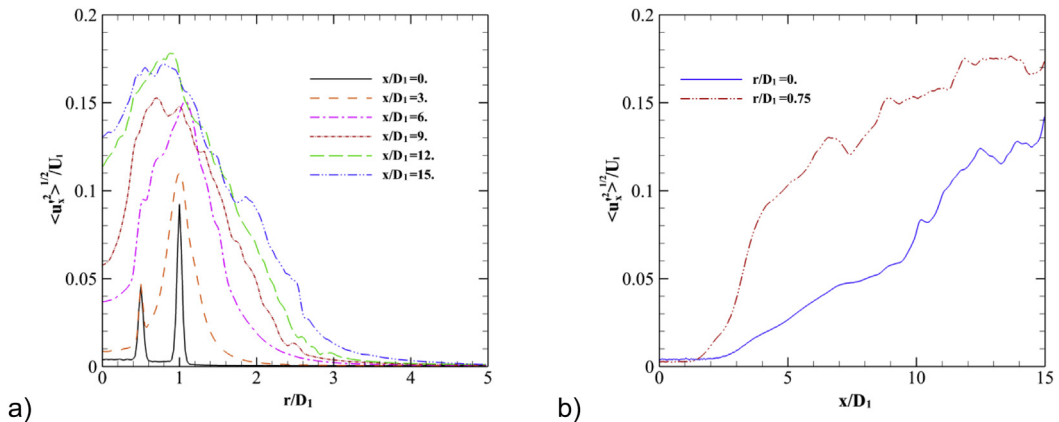 0.2
0.15
0.1
0.05
0
<u'x²>^1/2/U₁
0 1 2 3 4 5
r/D₁
x/D₁=0.
x/D₁=3.
x/D₁=6.
x/D₁=9.
x/D₁=12.
x/D₁=15.
a)
0.2
0.15
0.1
0.05
0
<u'x²>^1/2/U₁
0 5 10 15
x/D₁
r/D₁=0.
r/D₁=0.75
b)